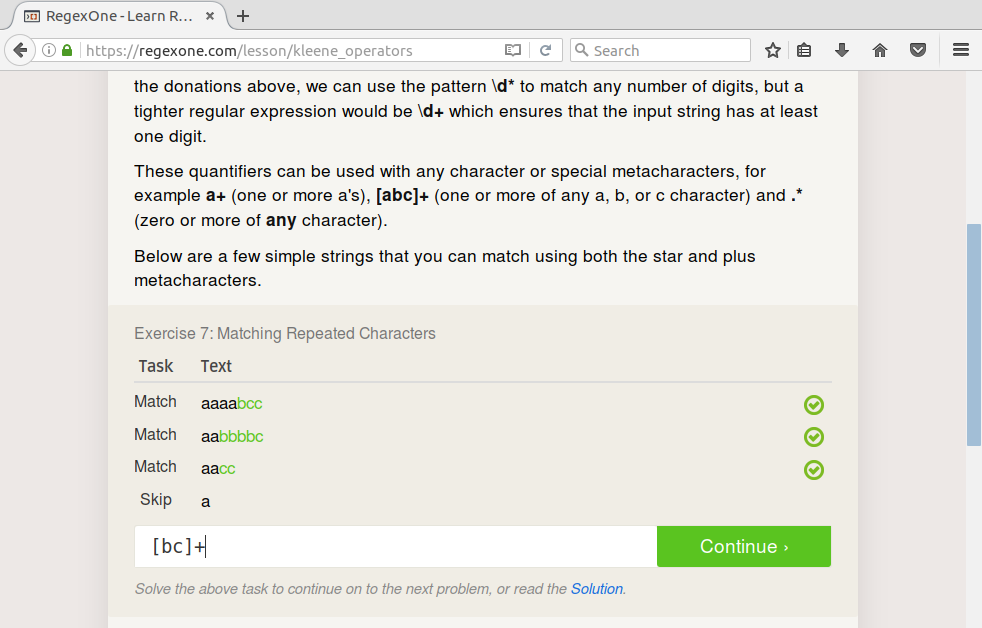 RegexOne - Learn R...
https://regexone.com/lesson/kleene_operators
Search
the donations above, we can use the pattern \d* to match any number of digits, but a
tighter regular expression would be \d+ which ensures that the input string has at least
one digit.
These quantifiers can be used with any character or special metacharacters, for
example a+ (one or more a's), [abc]+ (one or more of any a, b, or c character) and .*
(zero or more of any character).
Below are a few simple strings that you can match using both the star and plus
metacharacters.
Exercise 7: Matching Repeated Characters
Task Text
Match aaaabcc
Match aabbbbc
Match aacc
Skip a
[bc]+
Continue ›
Solve the above task to continue on to the next problem, or read the Solution.